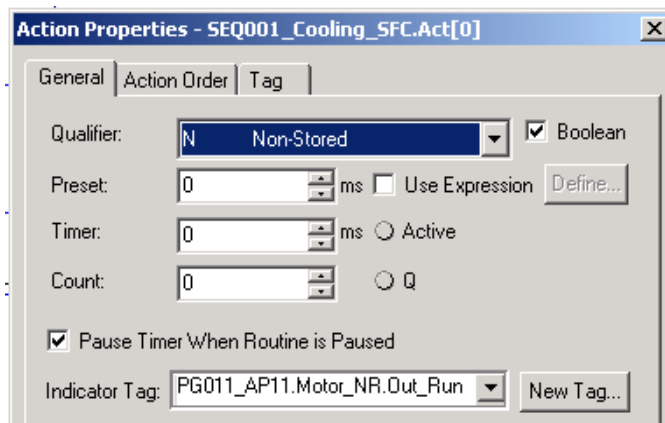 Action Properties - SEQ001_Cooling_SFC.Act[0]
General Action Order Tag
Qualifier: N Non-Stored Boolean
Preset: 0 ms Use Expression Define...
Timer: 0 ms Active
Count: 0 Q
Pause Timer When Routine is Paused
Indicator Tag: PG011_AP11.Motor_NR.Out_Run New Tag...